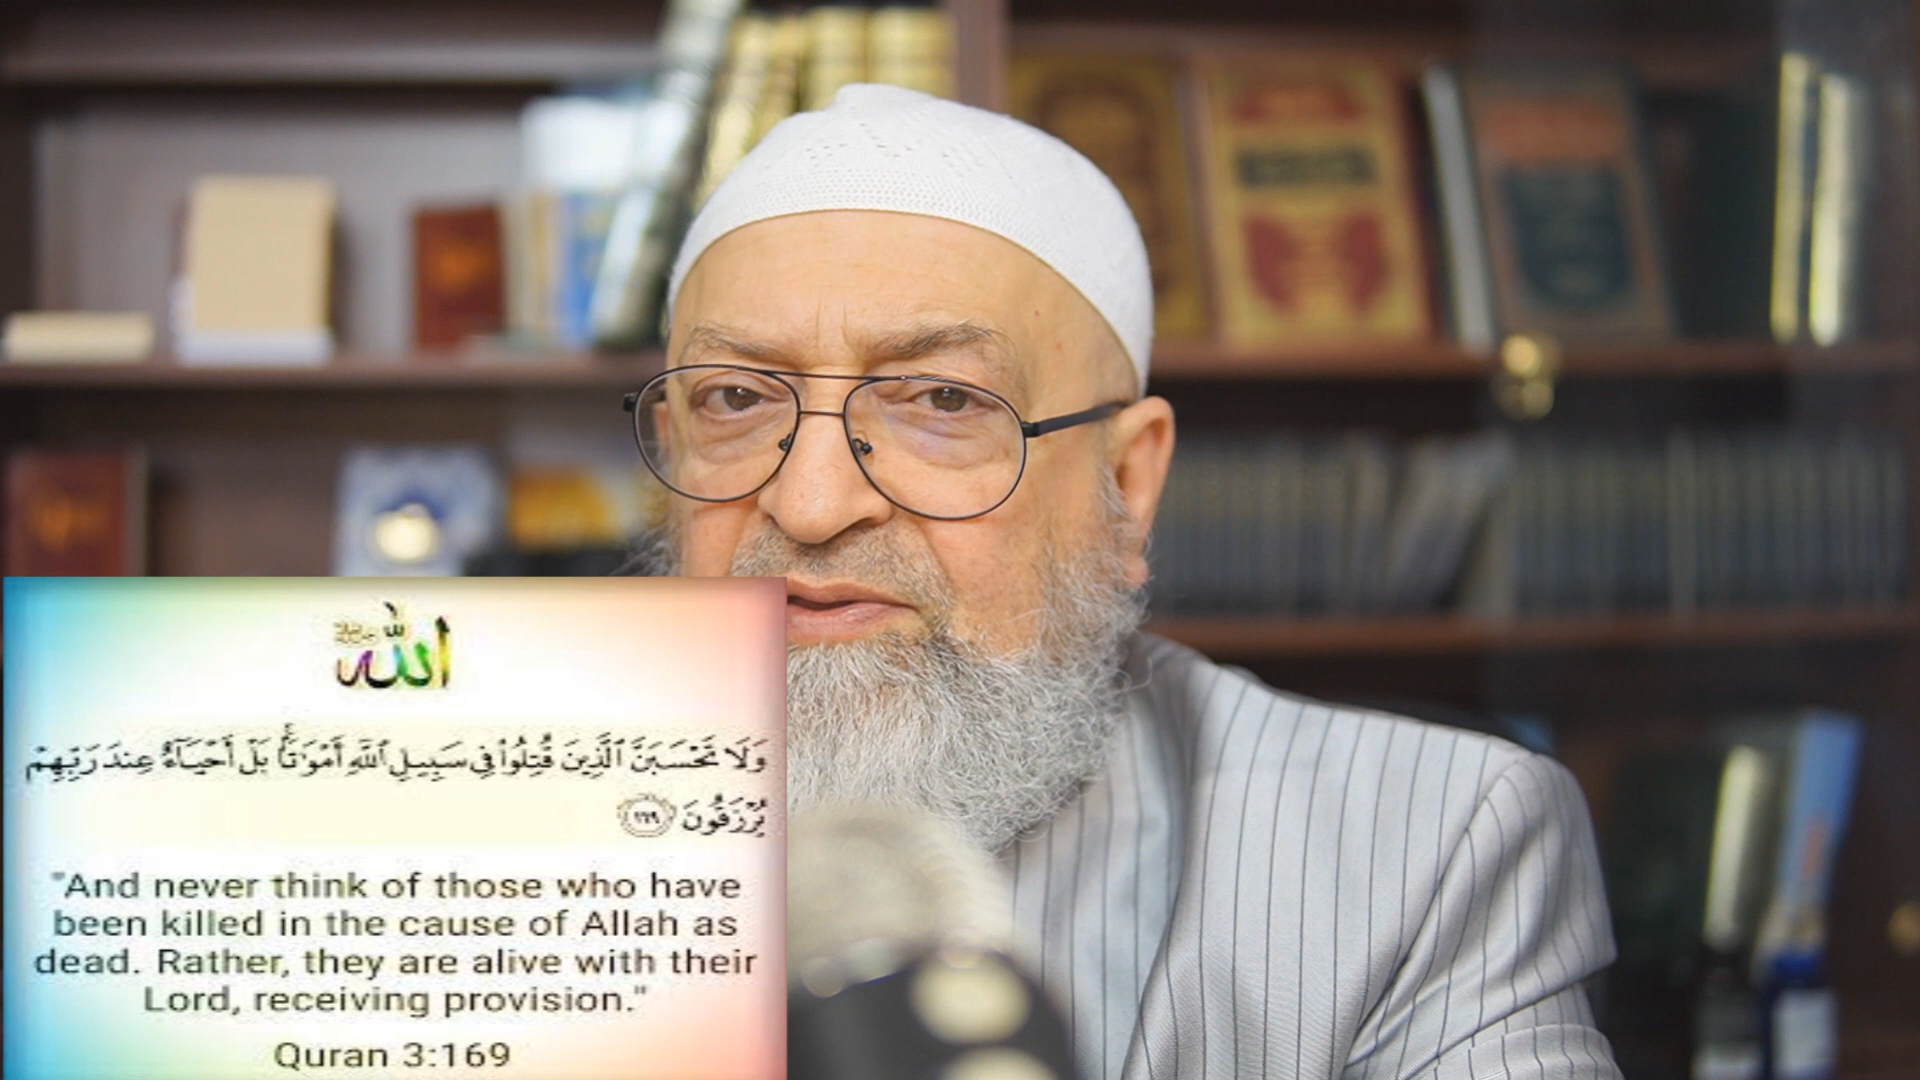 الله
وَلَا تَحْسَبَنَّ ٱلَّذِينَ قُتِلُوا۟ فِى سَبِيلِ ٱللَّهِ أَمْوَٰتًۢا ۚ بَلْ أَحْيَآءٌ عِندَ رَبِّهِمْ
يُرْزَقُونَ ١٦٩
"And never think of those who have
been killed in the cause of Allah as
dead. Rather, they are alive with their
Lord, receiving provision."
Quran 3:169